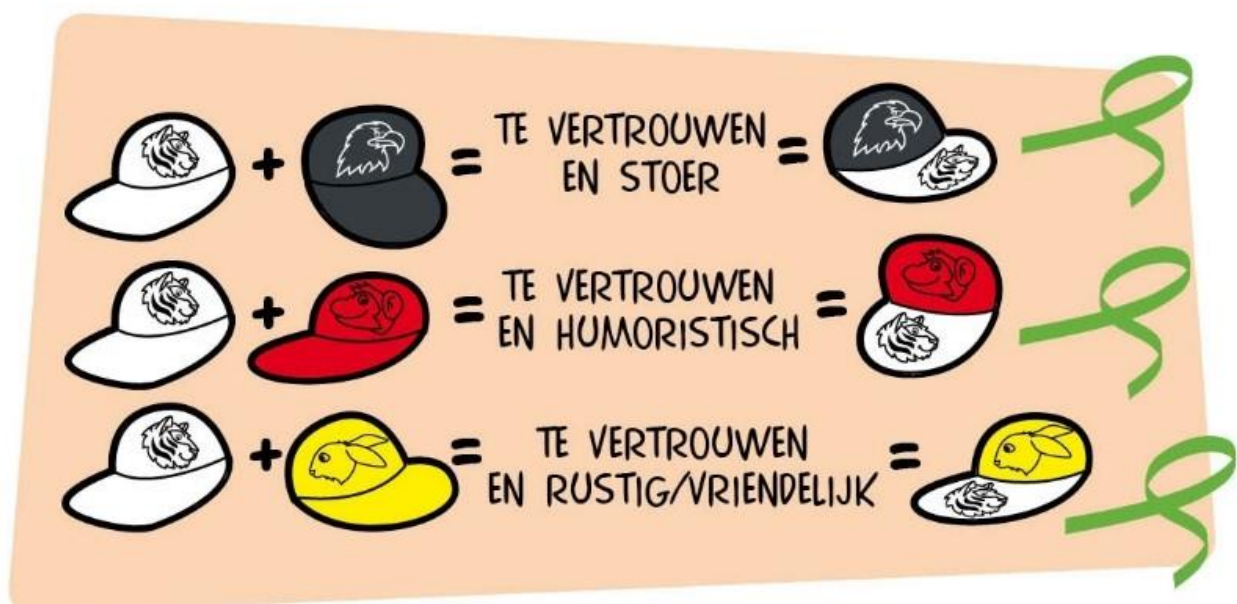 + = TE VERTROUWEN =
EN STOER
+ = TE VERTROUWEN =
EN HUMORISTISCH
+ = TE VERTROUWEN =
EN RUSTIG/VRIENDELIJK